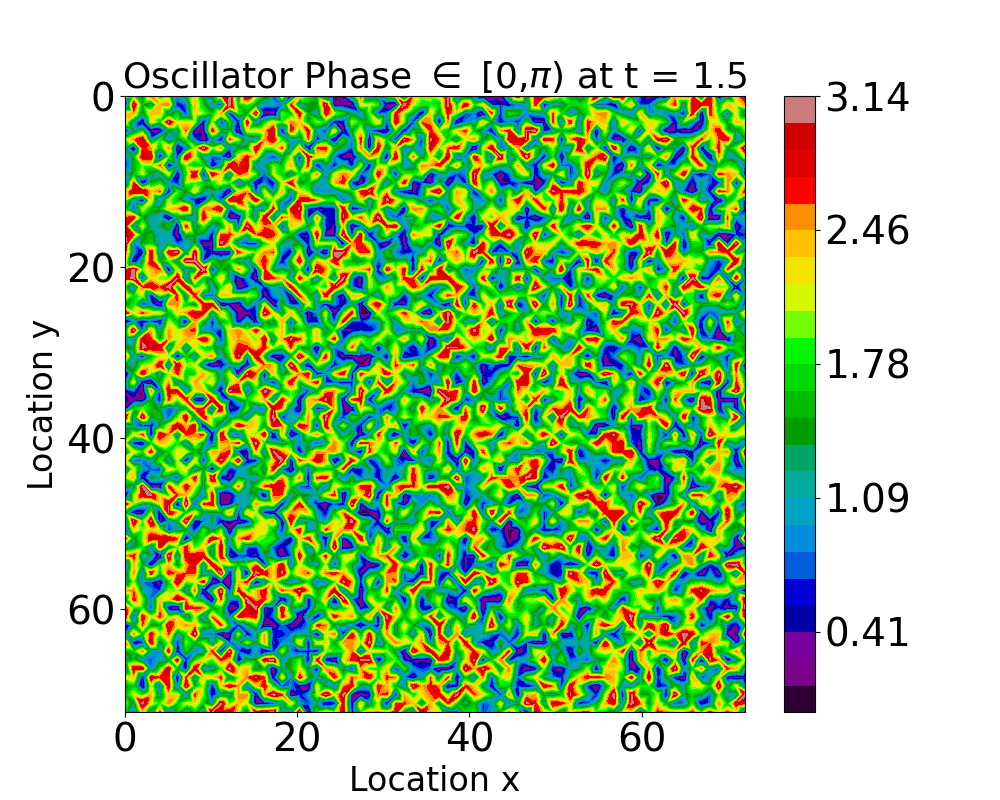 Oscillator Phase ∈ [0,π) at t = 1.5
0
20
40
60
Location y
0 20 40 60
Location x
3.14
2.46
1.78
1.09
0.41